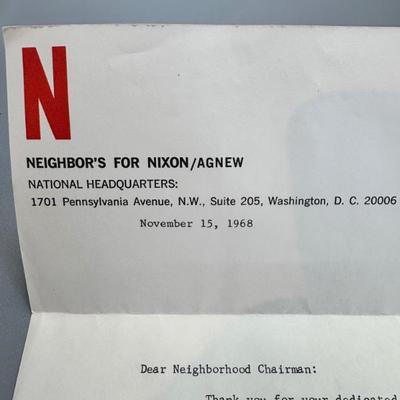 N
NEIGHBOR'S FOR NIXON/AGNEW
NATIONAL HEADQUARTERS:
1701 Pennsylvania Avenue, N.W., Suite 205, Washington, D. C. 20006
November 15, 1968
Dear Neighborhood Chairman:
Thank you for your dedicated